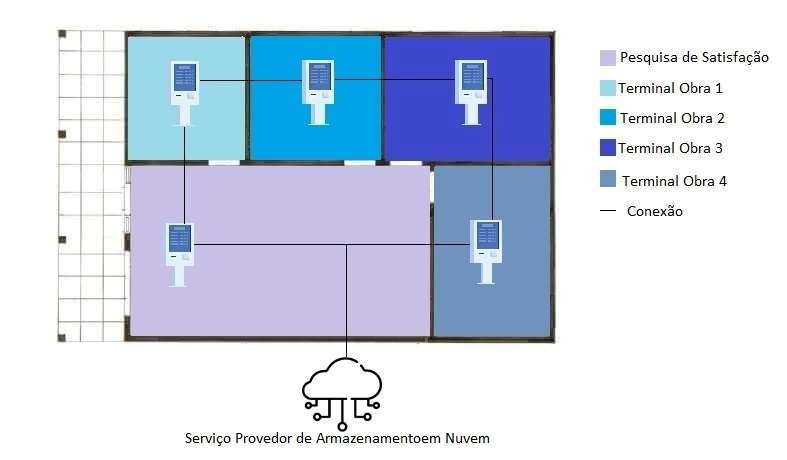 Pesquisa de Satisfação
Terminal Obra 1
Terminal Obra 2
Terminal Obra 3
Terminal Obra 4
Conexão
Serviço Provedor de Armazenamentoem Nuvem